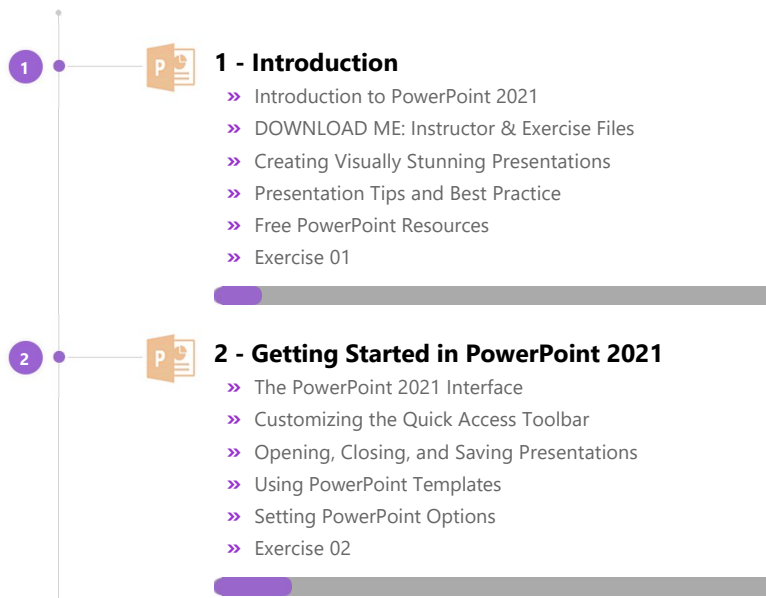 1
P
1 - Introduction
» Introduction to PowerPoint 2021
» DOWNLOAD ME: Instructor & Exercise Files
» Creating Visually Stunning Presentations
» Presentation Tips and Best Practice
» Free PowerPoint Resources
» Exercise 01
2
P
2 - Getting Started in PowerPoint 2021
» The PowerPoint 2021 Interface
» Customizing the Quick Access Toolbar
» Opening, Closing, and Saving Presentations
» Using PowerPoint Templates
» Setting PowerPoint Options
» Exercise 02